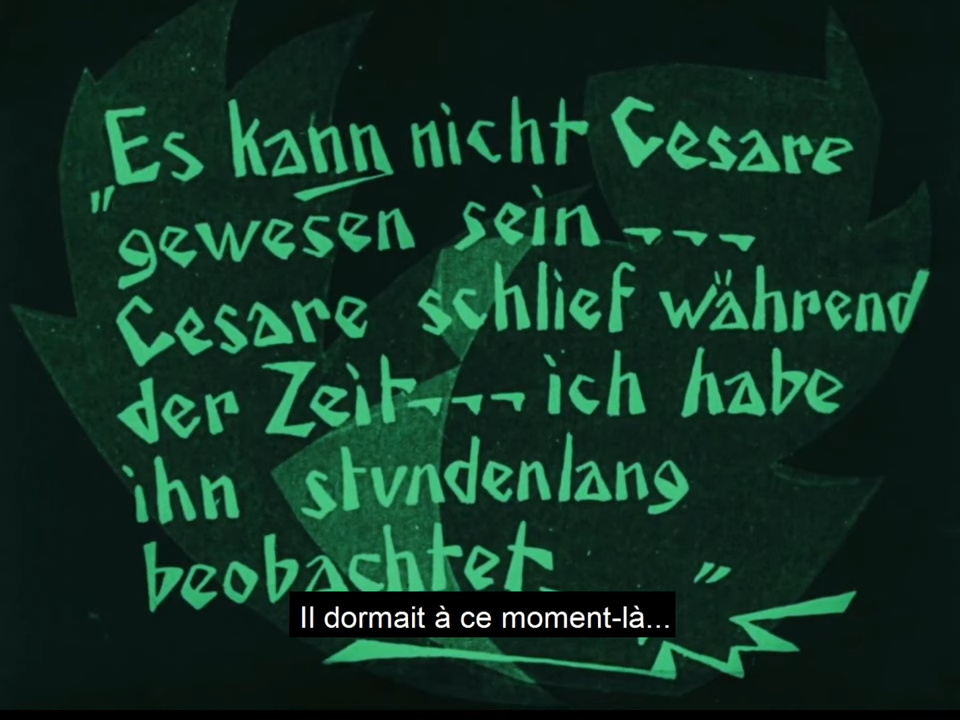 „Es kann nicht Cesare
gewesen sein ---
Cesare schlief während
der Zeit--- ich habe
ihn stundenlang
beobachtet ”
Il dormait à ce moment-là...